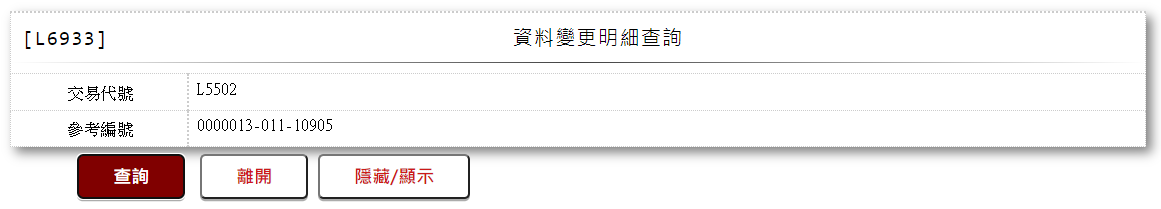 [L6933] 資料變更明細查詢
交易代號 L5502
參考編號 0000013-011-10905
查詢 離開 隱藏/顯示